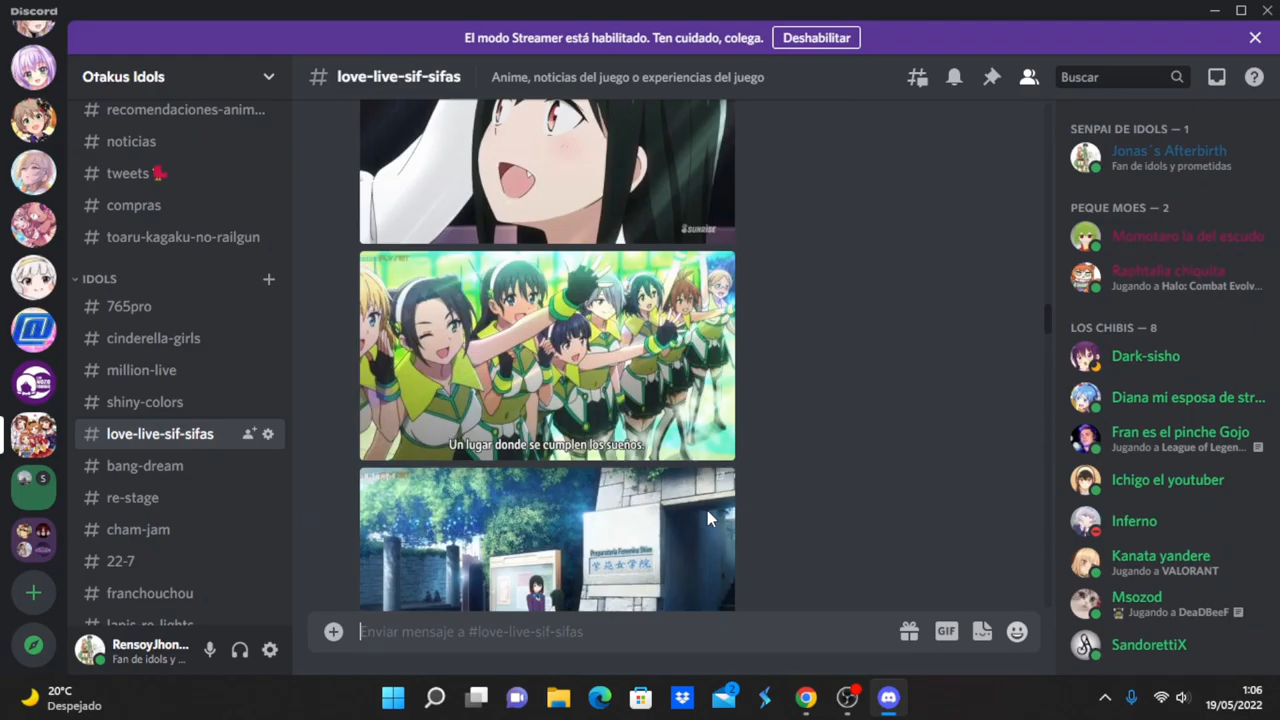 Discord
El modo Streamer está habilitado. Ten cuidado, colega.
Deshabilitar
Otakus Idols
love-live-sif-sifas
Anime, noticias del juego o experiencias del juego
Buscar
# recomendaciones-anim...
# noticias
# tweets
# compras
# toaru-kagaku-no-railgun
IDOLS
# 765pro
# cinderella-girls
# million-live
# shiny-colors
# love-live-sif-sifas
# bang-dream
# re-stage
# cham-jam
# 22-7
# franchouchou
# lapis-re-lights
S
RensoyJhon...
Fan de idols y ...
SUNRISE
Un lugar donde se cumplen los sueños.
Preparatoria Femenina Shion
Enviar mensaje a #love-live-sif-sifas
GIF
SENPAI DE IDOLS — 1
Jonas´s Afterbirth
Fan de idols y prometidas
PEQUE MOES — 2
Momotaro la del escudo
Raphtalia chiquita
Jugando a Halo: Combat Evolv...
LOS CHIBIS — 8
Dark-sisho
Diana mi esposa de str...
Fran es el pinche Gojo
Jugando a League of Legen...
Ichigo el youtuber
Inferno
Kanata yandere
Jugando a VALORANT
Msozod
Jugando a DeaDBeeF
SandorettiX
20°C
Despejado
2
1:06
19/05/2022